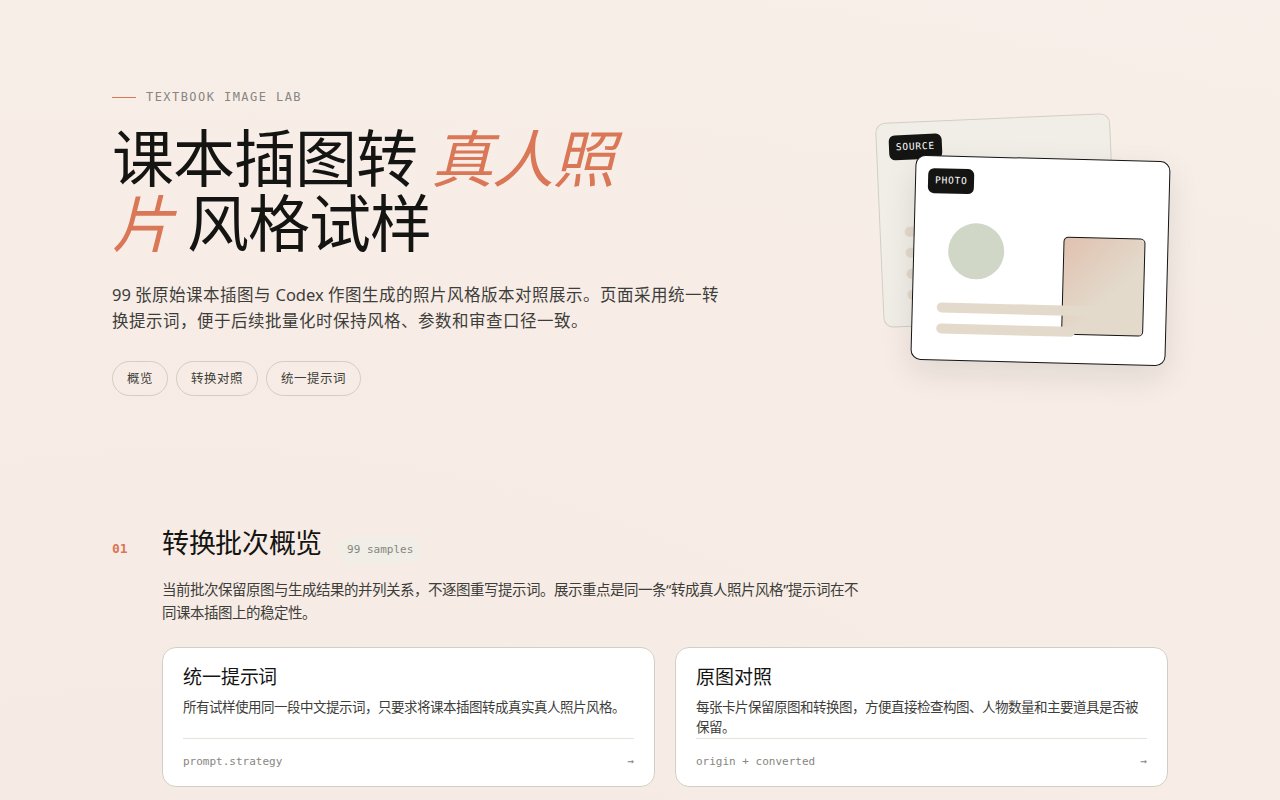 TEXTBOOK IMAGE LAB
课本插图转 真人照
片 风格试样
99 张原始课本插图与 Codex 作图生成的照片风格版本对照展示。页面采用统一转
换提示词，便于后续批量化时保持风格、参数和审查口径一致。
概览 转换对照 统一提示词
SOURCE
PHOTO
01 转换批次概览 99 samples
当前批次保留原图与生成结果的并列关系，不逐图重写提示词。展示重点是同一条“转成真人照片风格”提示词在不
同课本插图上的稳定性。
统一提示词
所有试样使用同一段中文提示词，只要求将课本插图转成真实真人照片风格。
prompt.strategy →
原图对照
每张卡片保留原图和转换图，方便直接检查构图、人物数量和主要道具是否被
保留。
origin + converted →